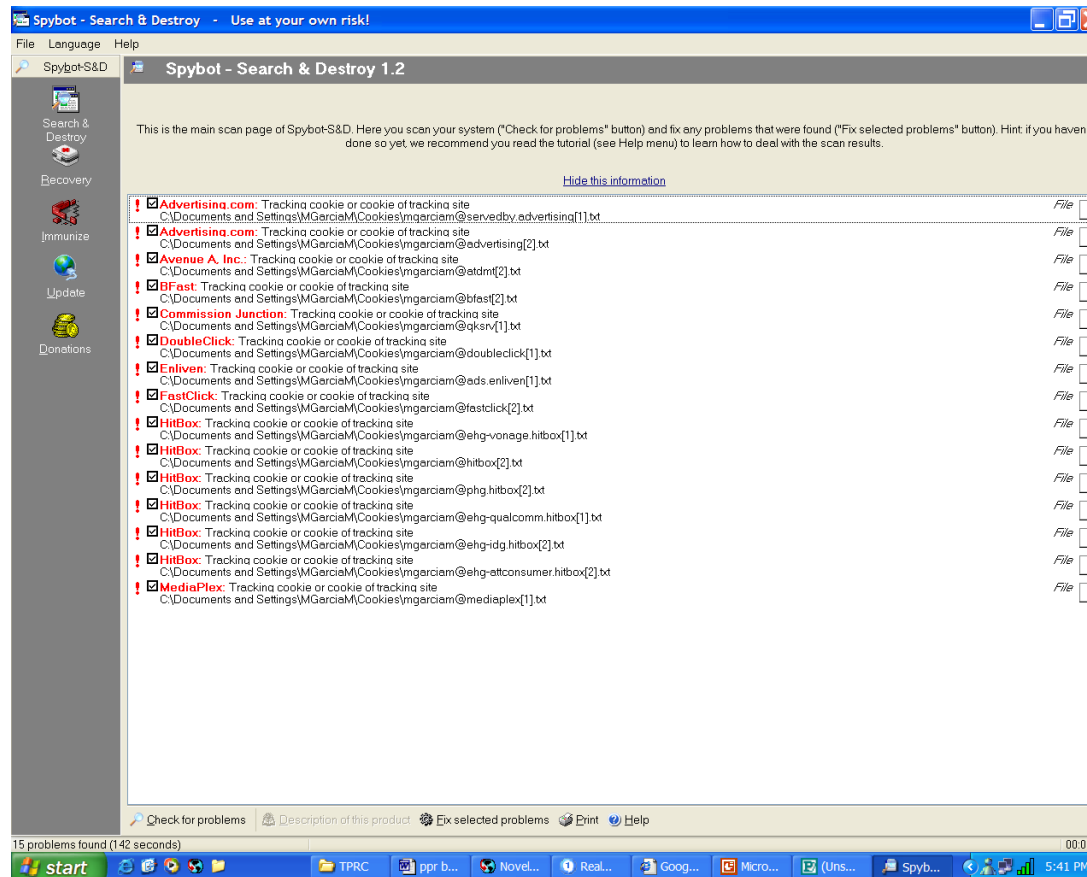 Spybot - Search & Destroy - Use at your own risk!
File Language Help
Spybot-S&D
Spybot - Search & Destroy 1.2
Search &
Destroy
Recovery
Immunize
Update
Donations
This is the main scan page of Spybot-S&D. Here you scan your system ("Check for problems" button) and fix any problems that were found ("Fix selected problems" button). Hint: if you haven
done so yet, we recommend you read the tutorial (see Help menu) to learn how to deal with the scan results.
Hide this information
Advertising.com: Tracking cookie or cookie of tracking site File
C:\Documents and Settings\MGarciaM\Cookies\mgarciam@servedby.advertising[1].txt
Advertising.com: Tracking cookie or cookie of tracking site File
C:\Documents and Settings\MGarciaM\Cookies\mgarciam@advertising[2].txt
Avenue A, Inc.: Tracking cookie or cookie of tracking site File
C:\Documents and Settings\MGarciaM\Cookies\mgarciam@atdmt[2].txt
BFast: Tracking cookie or cookie of tracking site File
C:\Documents and Settings\MGarciaM\Cookies\mgarciam@bfast[2].txt
Commission Junction: Tracking cookie or cookie of tracking site File
C:\Documents and Settings\MGarciaM\Cookies\mgarciam@qksrv[1].txt
DoubleClick: Tracking cookie or cookie of tracking site File
C:\Documents and Settings\MGarciaM\Cookies\mgarciam@doubleclick[1].txt
Enliven: Tracking cookie or cookie of tracking site File
C:\Documents and Settings\MGarciaM\Cookies\mgarciam@ads.enliven[1].txt
FastClick: Tracking cookie or cookie of tracking site File
C:\Documents and Settings\MGarciaM\Cookies\mgarciam@fastclick[2].txt
HitBox: Tracking cookie or cookie of tracking site File
C:\Documents and Settings\MGarciaM\Cookies\mgarciam@ehg-vonage.hitbox[1].txt
HitBox: Tracking cookie or cookie of tracking site File
C:\Documents and Settings\MGarciaM\Cookies\mgarciam@hitbox[2].txt
HitBox: Tracking cookie or cookie of tracking site File
C:\Documents and Settings\MGarciaM\Cookies\mgarciam@phg.hitbox[2].txt
HitBox: Tracking cookie or cookie of tracking site File
C:\Documents and Settings\MGarciaM\Cookies\mgarciam@ehg-qualcomm.hitbox[1].txt
HitBox: Tracking cookie or cookie of tracking site File
C:\Documents and Settings\MGarciaM\Cookies\mgarciam@ehg-idg.hitbox[2].txt
HitBox: Tracking cookie or cookie of tracking site File
C:\Documents and Settings\MGarciaM\Cookies\mgarciam@ehg-attconsumer.hitbox[2].txt
MediaPlex: Tracking cookie or cookie of tracking site File
C:\Documents and Settings\MGarciaM\Cookies\mgarciam@mediaplex[1].txt
Check for problems Description of this product Fix selected problems Print Help
15 problems found (142 seconds) 00:0
start TPRC ppr b... Novel... Real... Goog... Micro... (Uns... Spyb... 5:41 PM